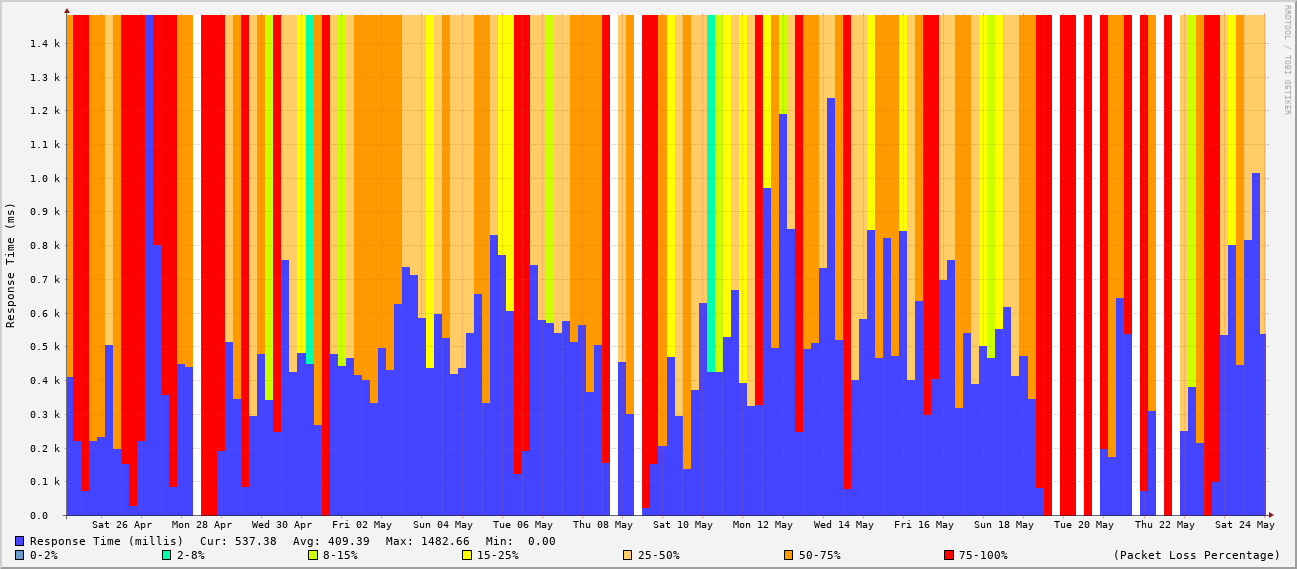 RRDTOOL / TOBI OETIKER
Response Time (ms)
1.4 k
1.3 k
1.2 k
1.1 k
1.0 k
0.9 k
0.8 k
0.7 k
0.6 k
0.5 k
0.4 k
0.3 k
0.2 k
0.1 k
0.0
Sat 26 Apr Mon 28 Apr Wed 30 Apr Fri 02 May Sun 04 May Tue 06 May Thu 08 May Sat 10 May Mon 12 May Wed 14 May Fri 16 May Sun 18 May Tue 20 May Thu 22 May Sat 24 May
Response Time (millis) Cur: 537.38 Avg: 409.39 Max: 1482.66 Min: 0.00
0-2% 2-8% 8-15% 15-25% 25-50% 50-75% 75-100% (Packet Loss Percentage)